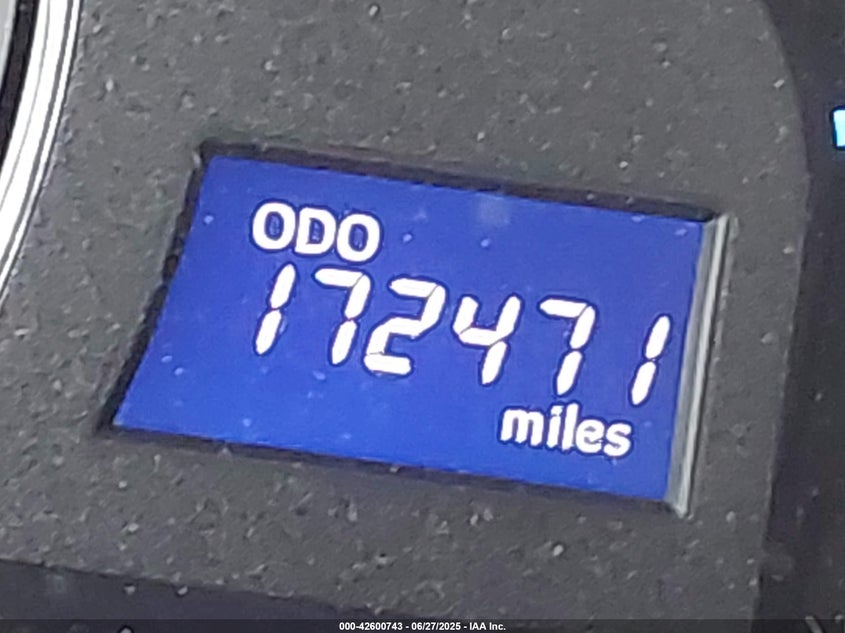 ODO
172471
miles
000-42600743 - 06/27/2025 - IAA Inc.